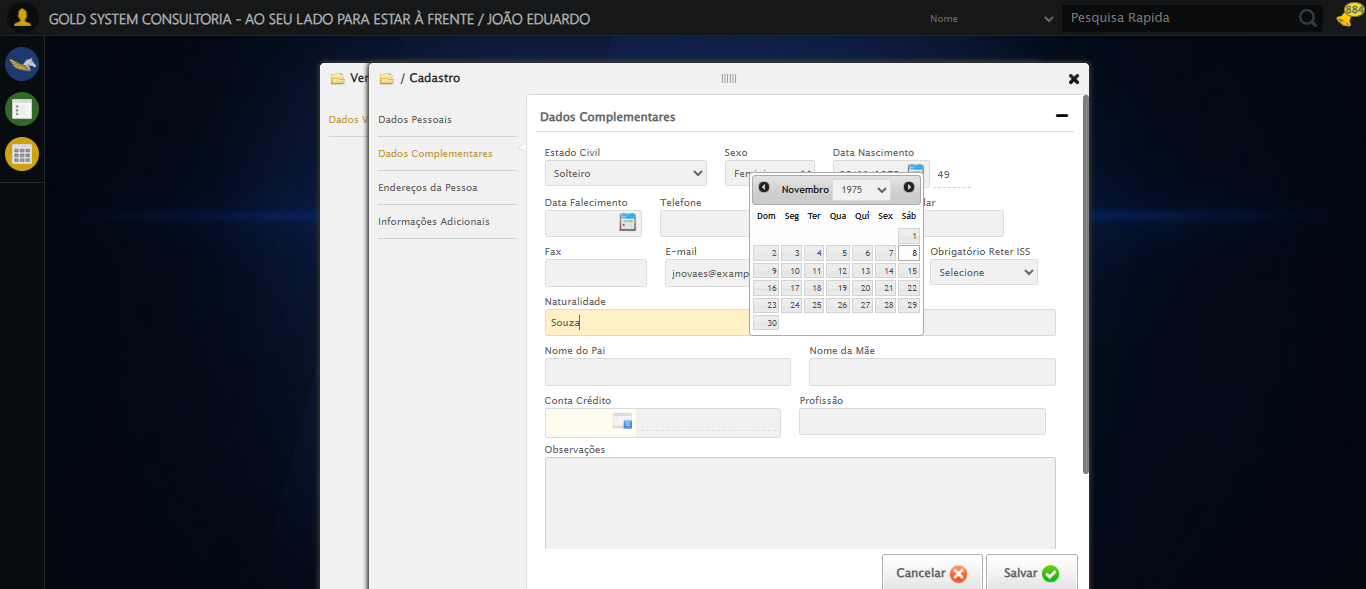 GOLD SYSTEM CONSULTORIA - AO SEU LADO PARA ESTAR À FRENTE / JOÃO EDUARDO
Nome
Pesquisa Rapida
884
Ver
/ Cadastro
Dados V
Dados Pessoais
Dados Complementares
Endereços da Pessoa
Informações Adicionais
Dados Complementares
Estado Civil
Sexo
Data Nascimento
Solteiro
49
Novembro
1975
Dom Seg Ter Qua Qui Sex Sáb
1
2 3 4 5 6 7 8
9 10 11 12 13 14 15
16 17 18 19 20 21 22
23 24 25 26 27 28 29
30
Data Falecimento
Telefone
lar
Fax
E-mail
Obrigatório Reter ISS
jnovaes@examp
Selecione
Naturalidade
Souza
Nome do Pai
Nome da Mãe
Conta Crédito
Profissão
Observações
Cancelar
Salvar